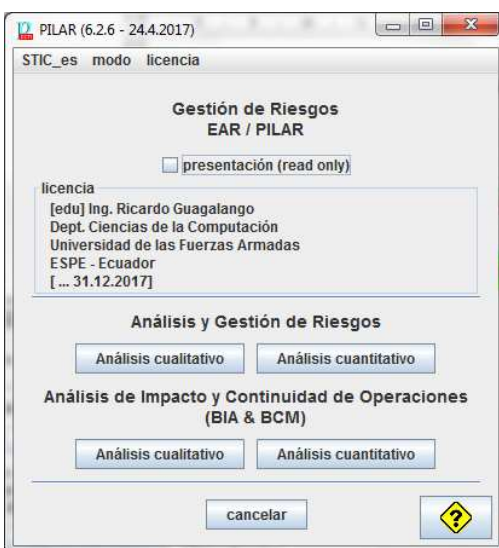 PILAR (6.2.6 - 24.4.2017)
STIC_es modo licencia
Gestión de Riesgos
EAR / PILAR
presentación (read only)
licencia
[edu] Ing. Ricardo Guagalango
Dept. Ciencias de la Computación
Universidad de las Fuerzas Armadas
ESPE - Ecuador
[ ... 31.12.2017]
Análisis y Gestión de Riesgos
Análisis cualitativo Análisis cuantitativo
Análisis de Impacto y Continuidad de Operaciones
(BIA & BCM)
Análisis cualitativo Análisis cuantitativo
cancelar ?